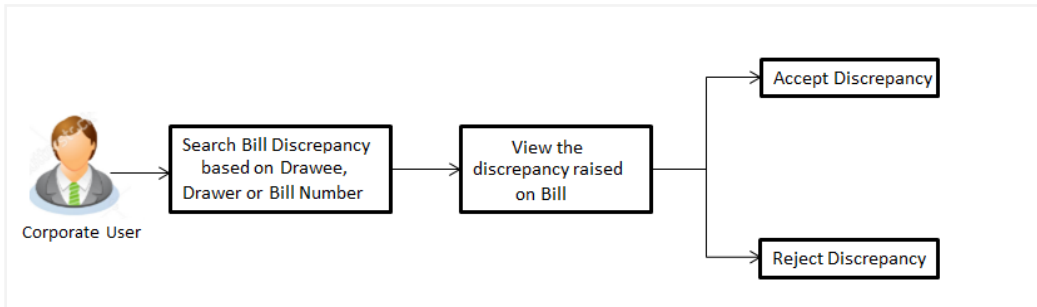 Accept Discrepancy
Search Bill Discrepancy
based on Drawee,
Drawer or Bill Number
View the
discrepancy raised
on Bill
Corporate User
Reject Discrepancy